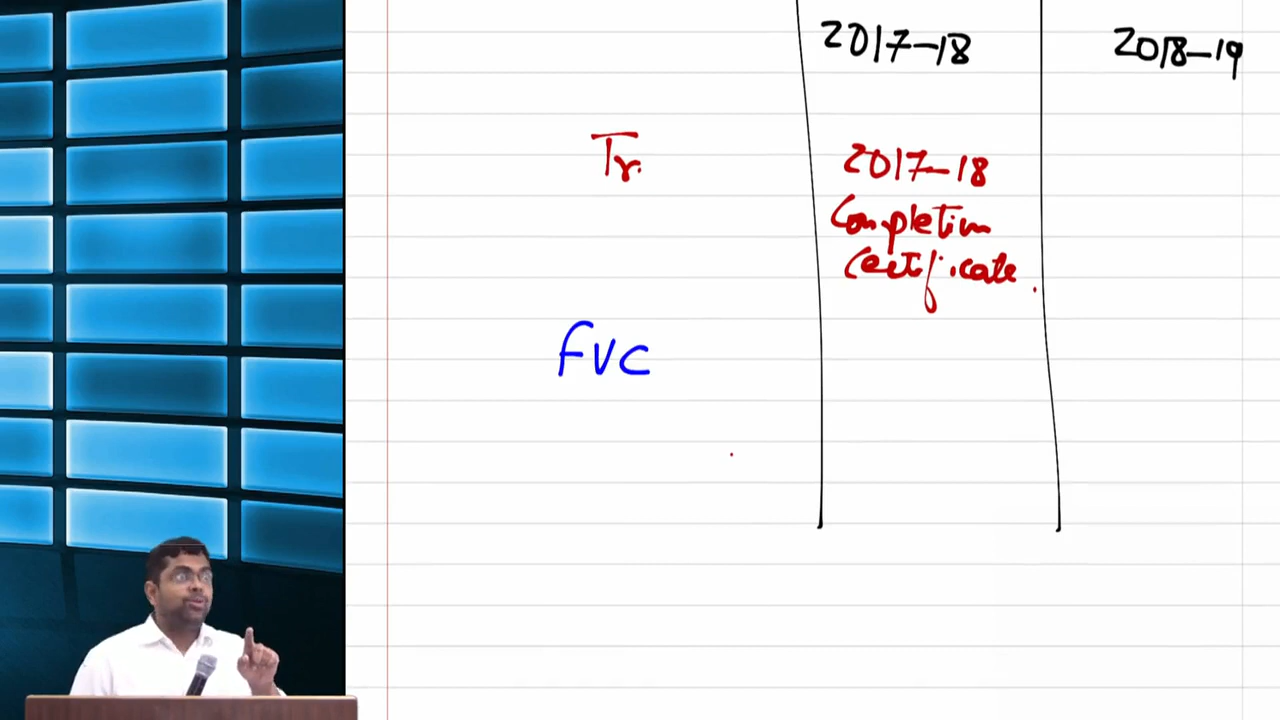 2017-18 2018-19
Tr. 2017-18
Completion
Certificate.
FVC